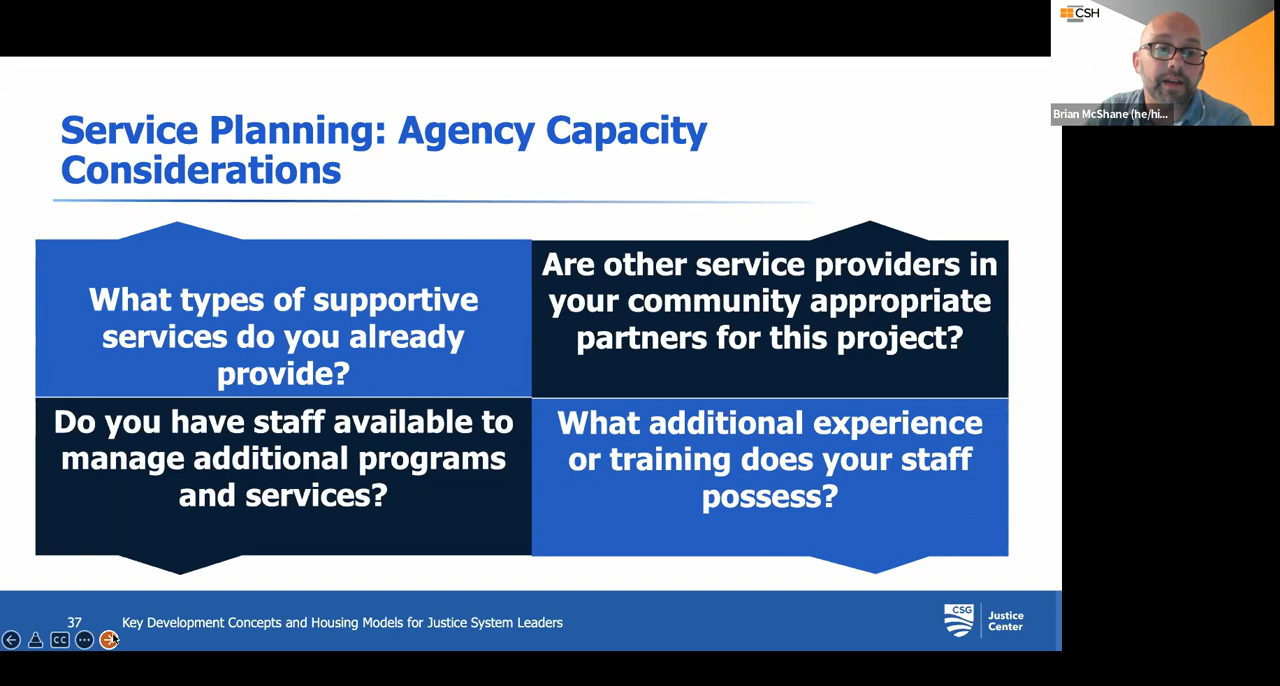 CSH
Brian McShane (he/hi...
Service Planning: Agency Capacity
Considerations
What types of supportive
services do you already
provide?
Are other service providers in
your community appropriate
partners for this project?
Do you have staff available to
manage additional programs
and services?
What additional experience
or training does your staff
possess?
37
Key Development Concepts and Housing Models for Justice System Leaders
CC
CSG
Justice
Center